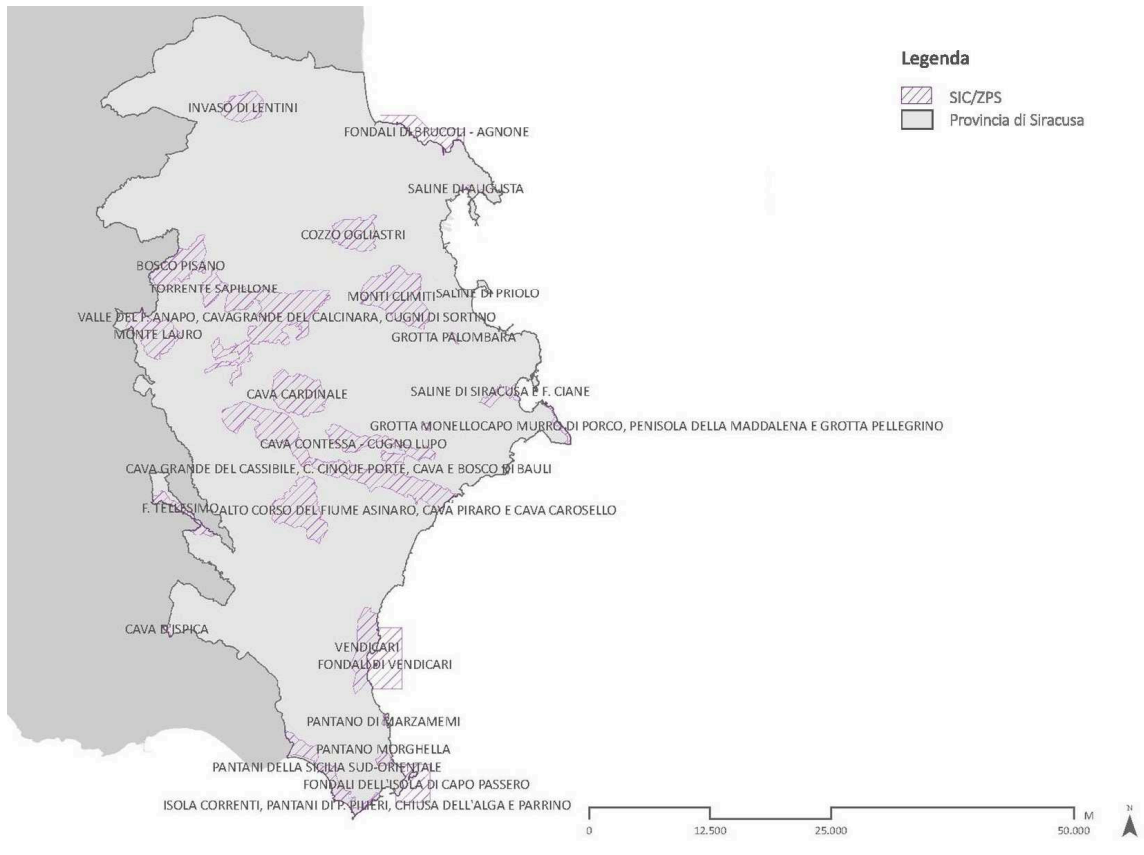 Legenda
SIC/ZPS
Provincia di Siracusa
INVASO DI LENTINI
FONDALI DI BRUCOLI - AGNONE
SALINE DI AUGUSTA
COZZO OGLIASTRI
BOSCO PISANO
TORRENTE SAPILLONE
MONTI CLIMITI
SALINE DI PRIOLO
VALLE DEL F. ANAPO, CAVAGRANDE DEL CALCINARA, CUGNI DI SORTINO
MONTE LAURO
GROTTA PALOMBARA
CAVA CARDINALE
SALINE DI SIRACUSA E F. CIANE
GROTTA MONELLO
CAPO MURRO DI PORCO, PENISOLA DELLA MADDALENA E GROTTA PELLEGRINO
CAVA CONTESSA - CUGNO LUPO
CAVA GRANDE DEL CASSIBILE, C. CINQUE PORTE, CAVA E BOSCO DI BAULI
F. TELLESIMO
ALTO CORSO DEL FIUME ASINARO, CAVA PIRARO E CAVA CAROSELLO
CAVA D'ISPICA
VENDICARI
FONDALI DI VENDICARI
PANTANO DI MARZAMEMI
PANTANO MORGHELLA
PANTANI DELLA SICILIA SUD-ORIENTALE
FONDALI DELL'ISOLA DI CAPO PASSERO
ISOLA CORRENTI, PANTANI DI P. PILIERI, CHIUSA DELL'ALGA E PARRINO
M
0 12.500 25.000 50.000
N